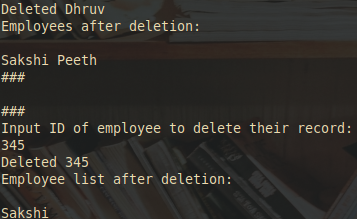 Deleted Dhruv
Employees after deletion:
Sakshi Peeth
###
###
Input ID of employee to delete their record:
345
Deleted 345
Employee list after deletion:
Sakshi